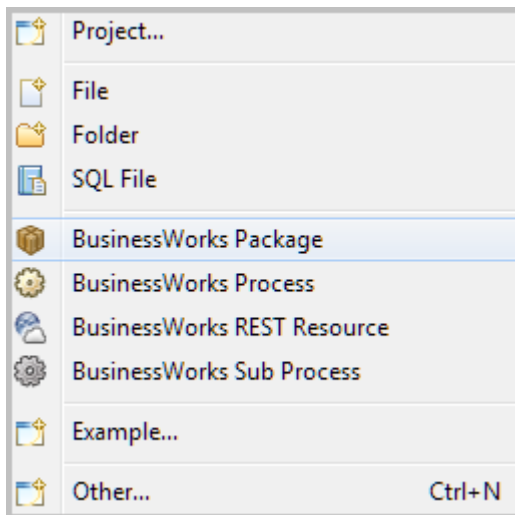 Project...
File
Folder
SQL File
BusinessWorks Package
BusinessWorks Process
BusinessWorks REST Resource
BusinessWorks Sub Process
Example...
Other... Ctrl+N